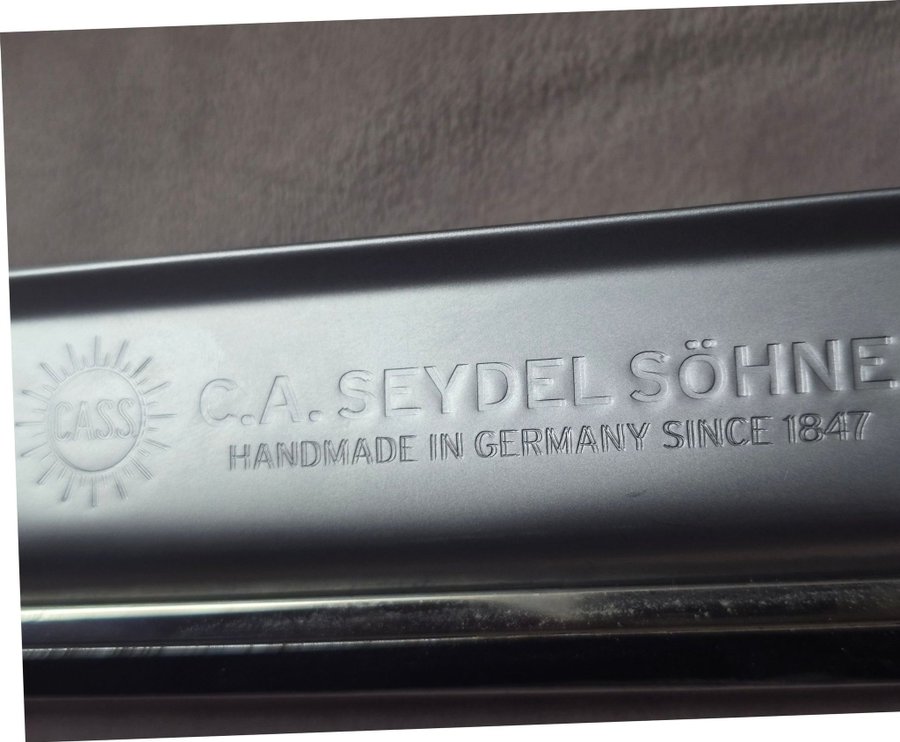 CASS
C.A. SEYDEL SÖHNE
HANDMADE IN GERMANY SINCE 1847